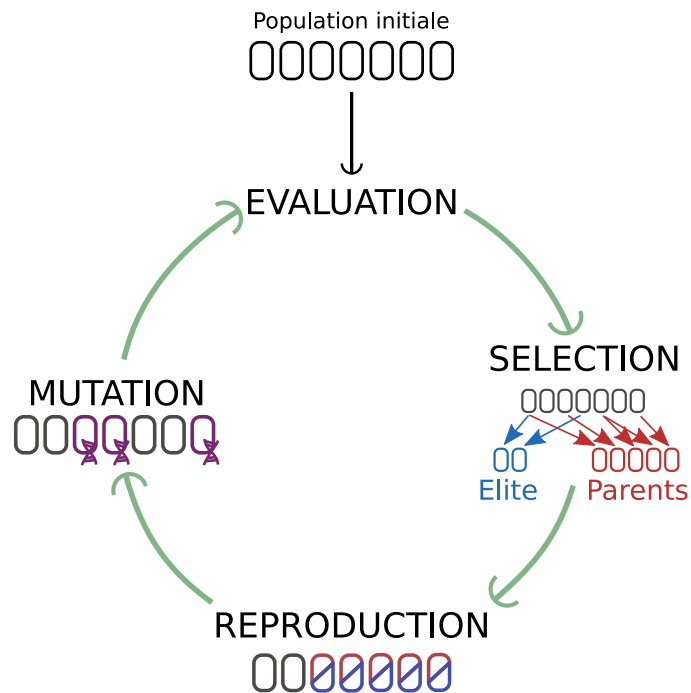 Population initiale
EVALUATION
SELECTION
Elite
Parents
REPRODUCTION
MUTATION